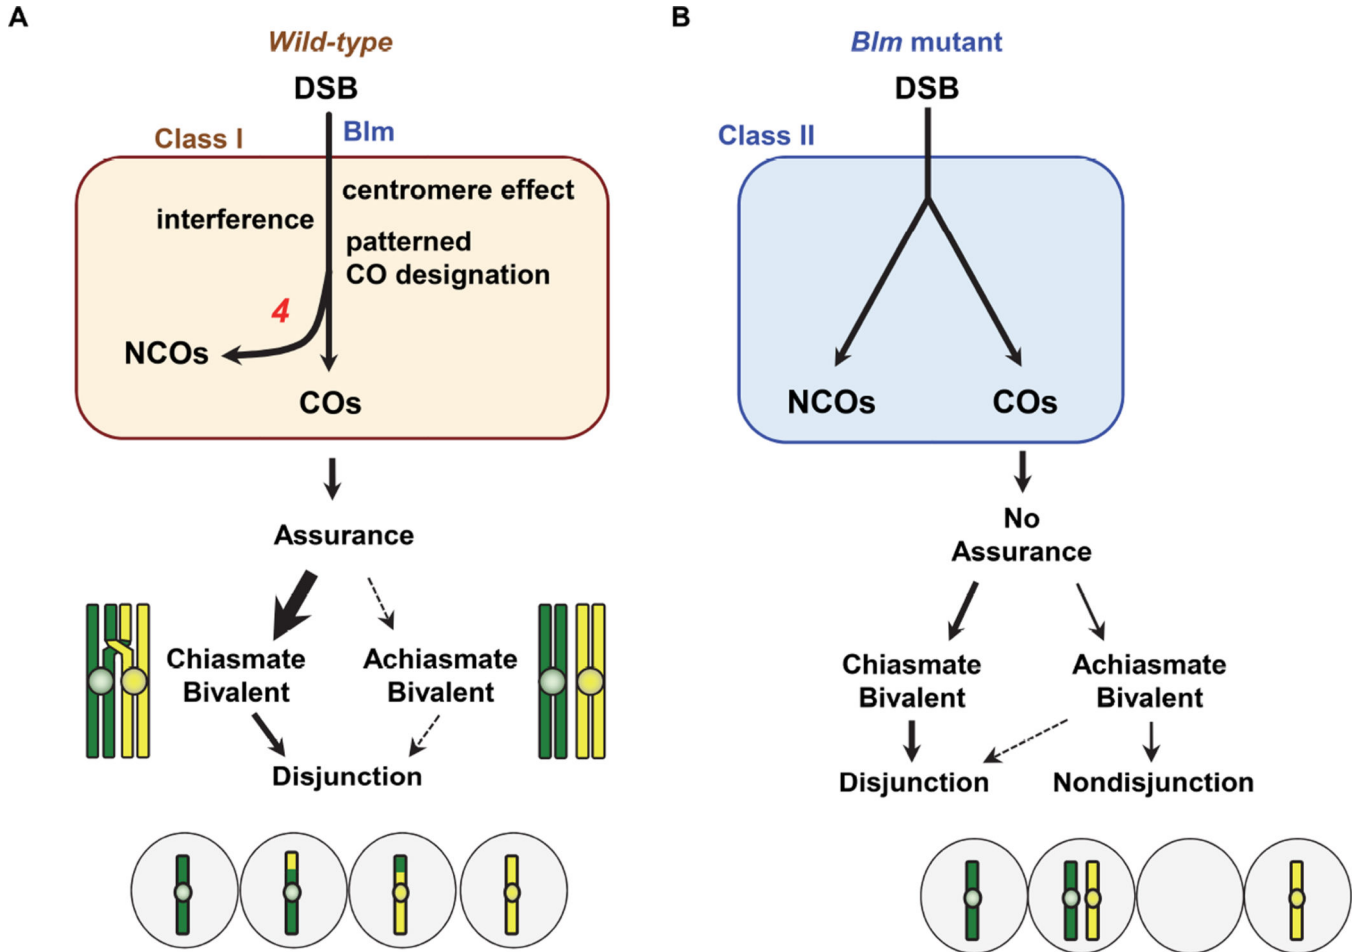 A
Wild-type
DSB
Class I
Blm
centromere effect
interference
patterned
CO designation
4
NCOs
COs
Assurance
Chiasmate
Bivalent
Achiasmate
Bivalent
Disjunction
B
Blm mutant
DSB
Class II
NCOs
COs
No
Assurance
Chiasmate
Bivalent
Achiasmate
Bivalent
Disjunction
Nondisjunction